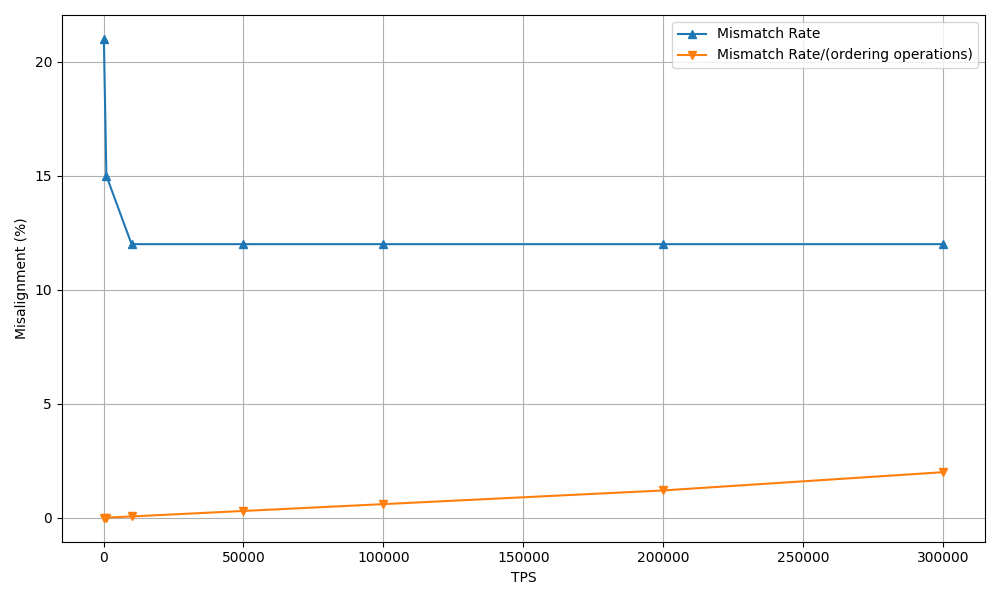 Mismatch Rate
Mismatch Rate/(ordering operations)
20
15
10
5
0
Misalignment (%)
0 50000 100000 150000 200000 250000 300000
TPS